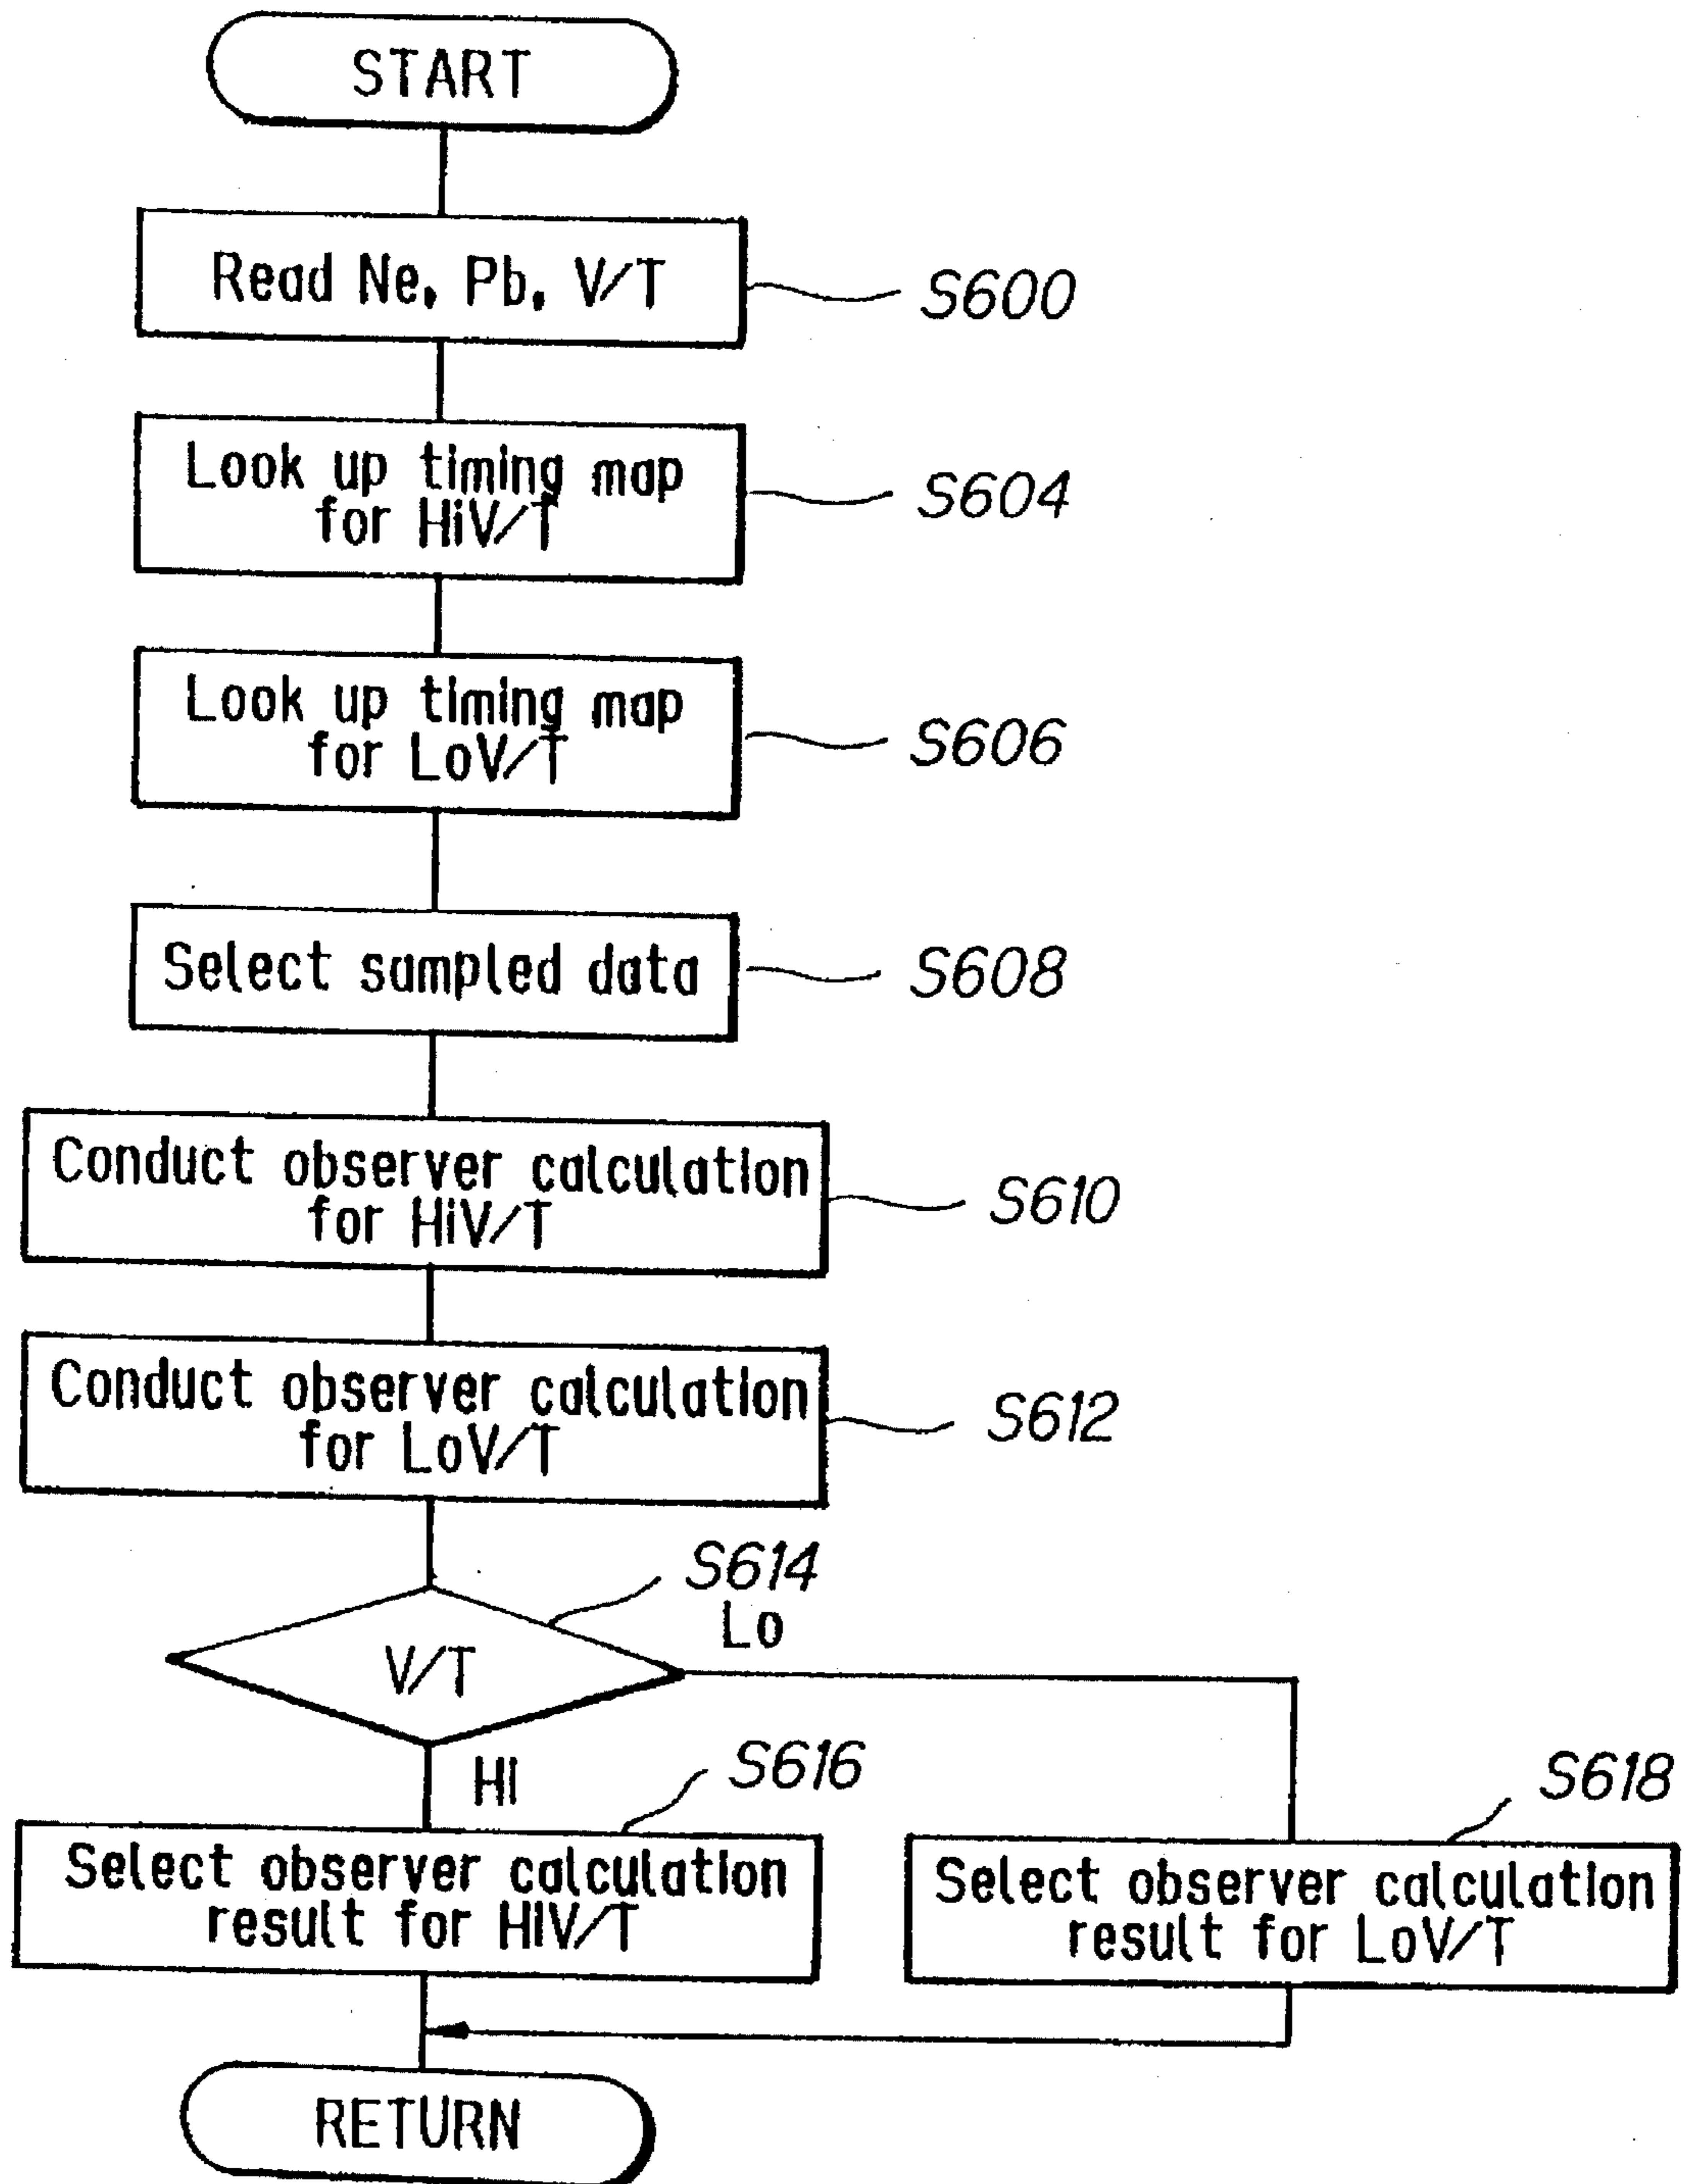 START
Read Ne, Pb, V/T
S600
Look up timing map
for HiV/T
S604
Look up timing map
for LoV/T
S606
Select sampled data
S608
Conduct observer calculation
for HiV/T
S610
Conduct observer calculation
for LoV/T
S612
S614
Lo
V/T
Hi
S616
S618
Select observer calculation
result for HiV/T
Select observer calculation
result for LoV/T
RETURN